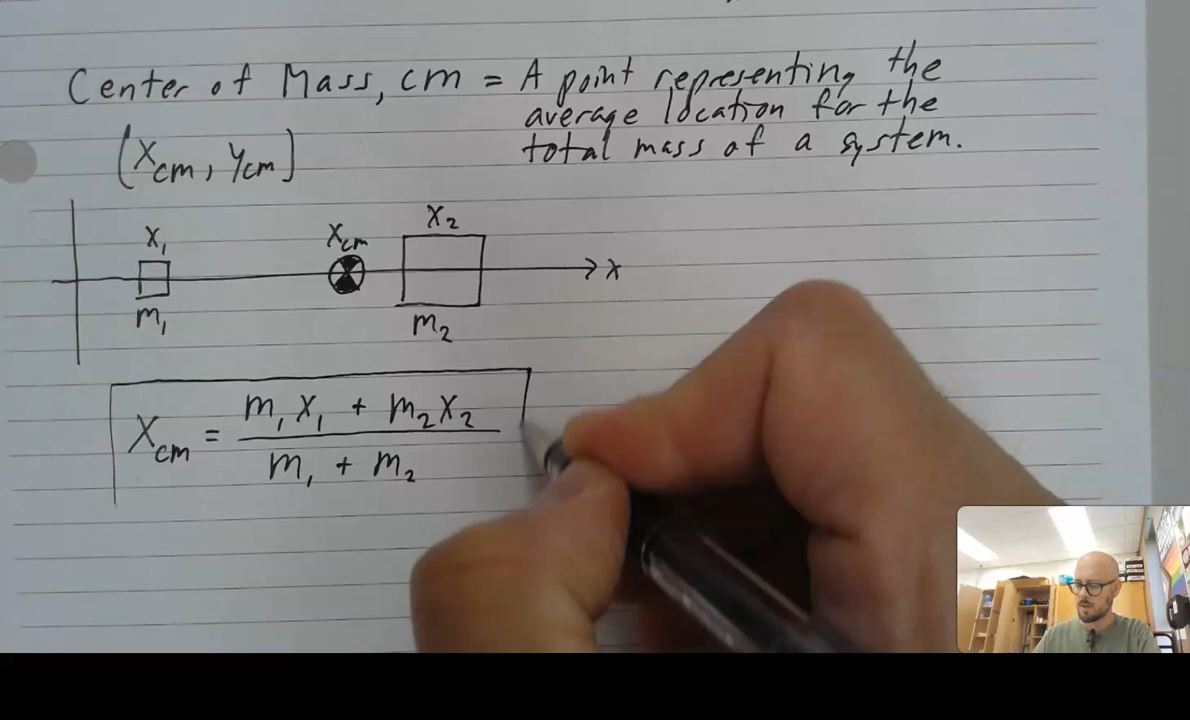 Center of Mass, cm = A point representing the
average location for the
total mass of a system.
(Xcm, Ycm)
X1
Xcm
X2
x
m1
m2
Xcm = m1X1 + m2X2
m1 + m2